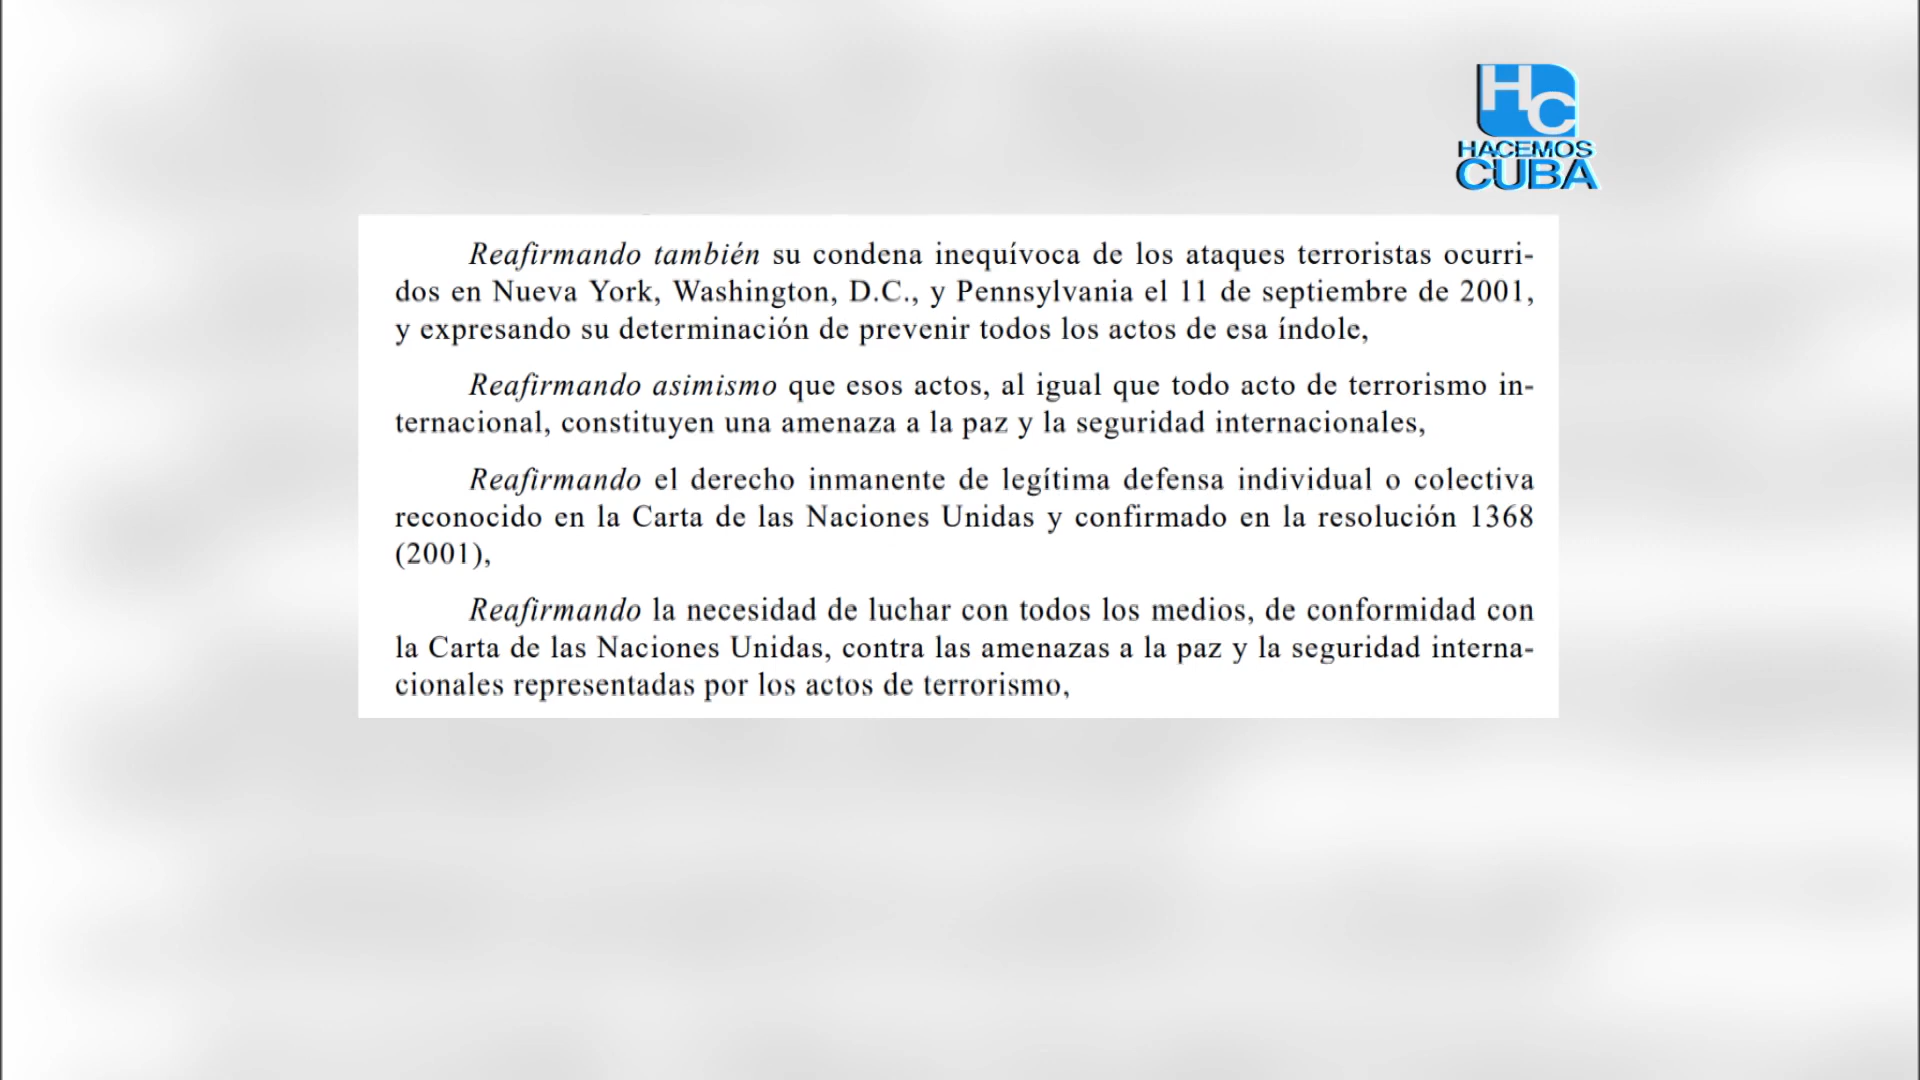 HC
HACEMOS
CUBA
Reafirmando también su condena inequívoca de los ataques terroristas ocurri-
dos en Nueva York, Washington, D.C., y Pennsylvania el 11 de septiembre de 2001,
y expresando su determinación de prevenir todos los actos de esa índole,
Reafirmando asimismo que esos actos, al igual que todo acto de terrorismo in-
ternacional, constituyen una amenaza a la paz y la seguridad internacionales,
Reafirmando el derecho inmanente de legítima defensa individual o colectiva
reconocido en la Carta de las Naciones Unidas y confirmado en la resolución 1368
(2001),
Reafirmando la necesidad de luchar con todos los medios, de conformidad con
la Carta de las Naciones Unidas, contra las amenazas a la paz y la seguridad interna-
cionales representadas por los actos de terrorismo,